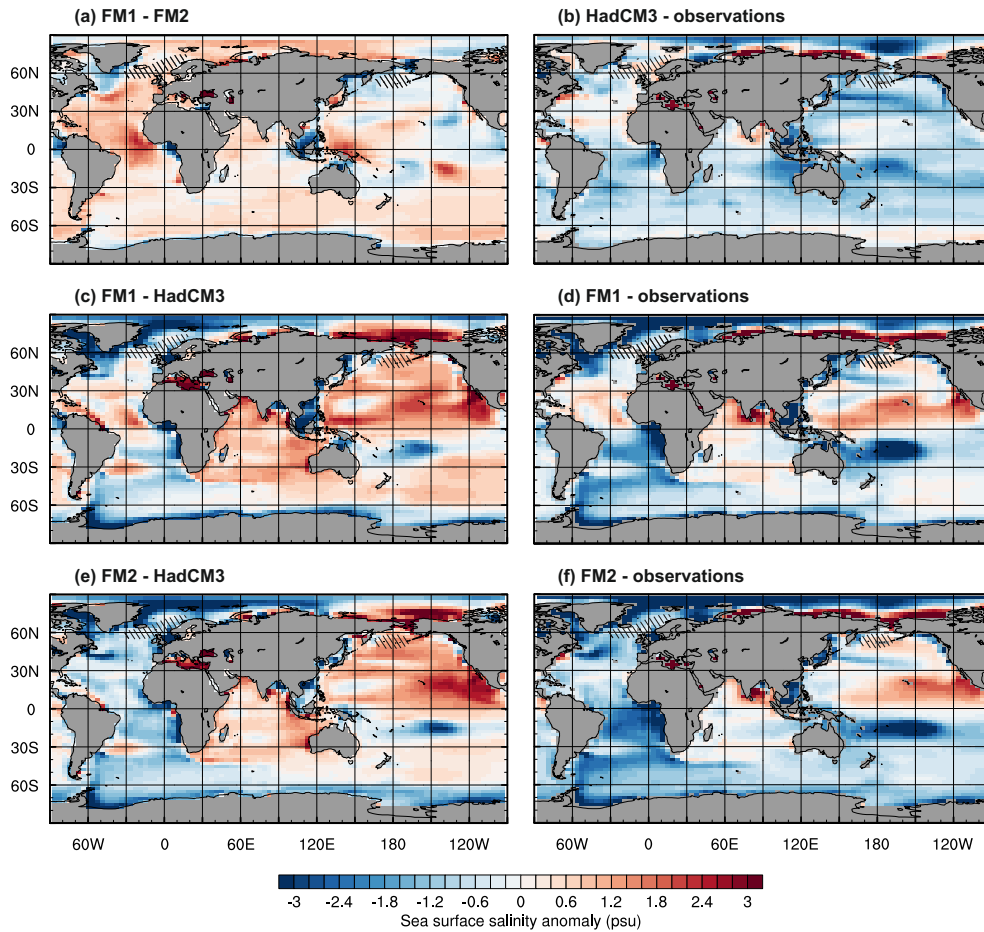 (a) FM1 - FM2
(b) HadCM3 - observations
60N
30N
0
30S
60S
(c) FM1 - HadCM3
(d) FM1 - observations
60N
30N
0
30S
60S
(e) FM2 - HadCM3
(f) FM2 - observations
60N
30N
0
30S
60S
60W 0 60E 120E 180 120W 60W 0 60E 120E 180 120W
-3 -2.4 -1.8 -1.2 -0.6 0 0.6 1.2 1.8 2.4 3
Sea surface salinity anomaly (psu)